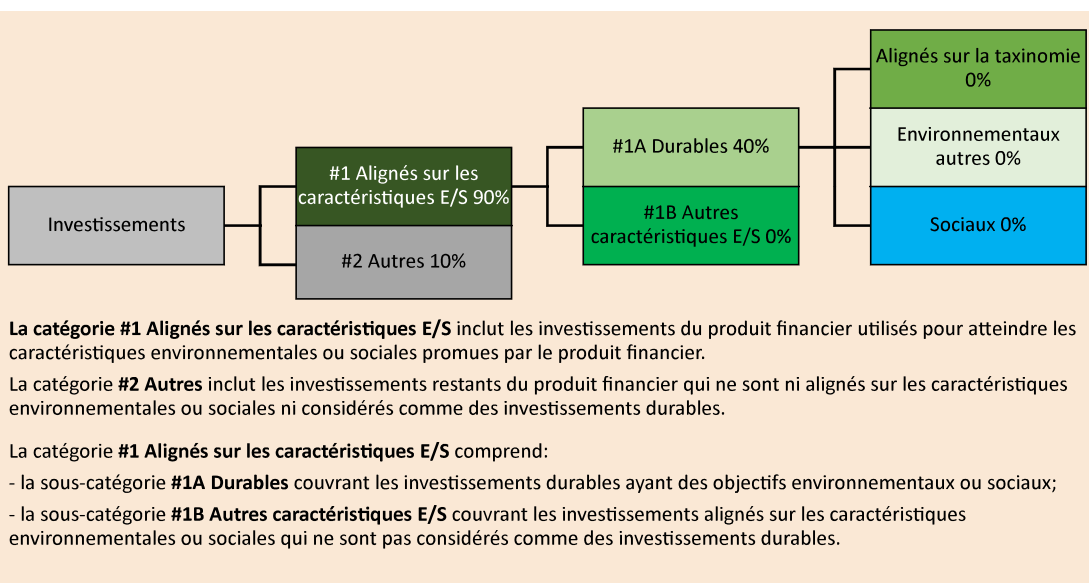 Alignés sur la taxinomie
0%
#1A Durables 40%
Environnementaux
autres 0%
#1 Alignés sur les
caractéristiques E/S 90%
Investissements
#1B Autres
caractéristiques E/S 0%
Sociaux 0%
#2 Autres 10%
La catégorie #1 Alignés sur les caractéristiques E/S inclut les investissements du produit financier utilisés pour atteindre les
caractéristiques environnementales ou sociales promues par le produit financier.
La catégorie #2 Autres inclut les investissements restants du produit financier qui ne sont ni alignés sur les caractéristiques
environnementales ou sociales ni considérés comme des investissements durables.
La catégorie #1 Alignés sur les caractéristiques E/S comprend:
- la sous-catégorie #1A Durables couvrant les investissements durables ayant des objectifs environnementaux ou sociaux;
- la sous-catégorie #1B Autres caractéristiques E/S couvrant les investissements alignés sur les caractéristiques
environnementales ou sociales qui ne sont pas considérés comme des investissements durables.